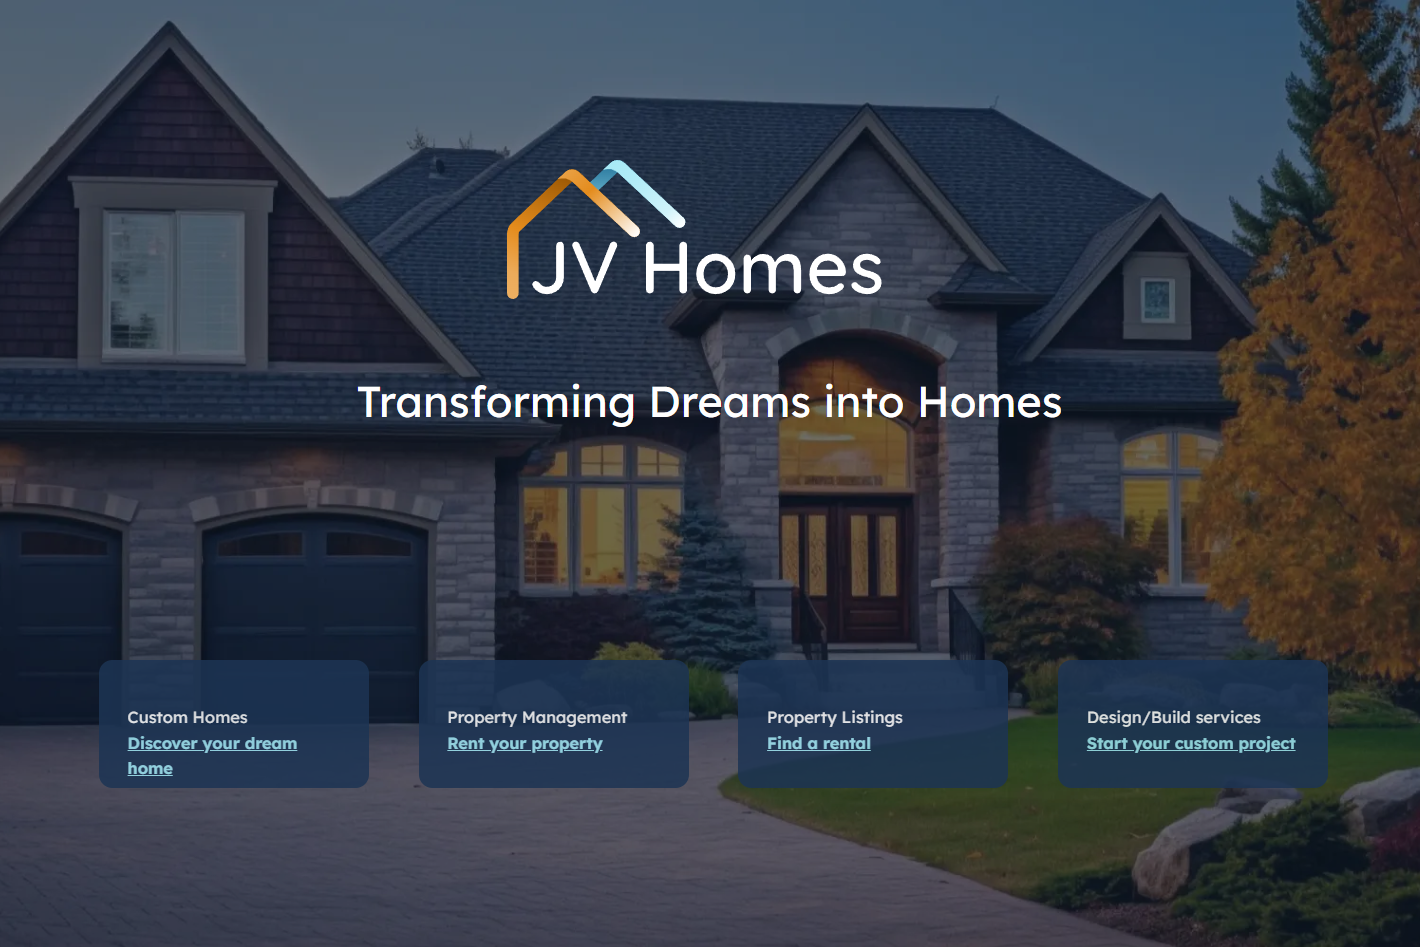 JV Homes
Transforming Dreams into Homes
Custom Homes
Discover your dream
home
Property Management
Rent your property
Property Listings
Find a rental
Design/Build services
Start your custom project